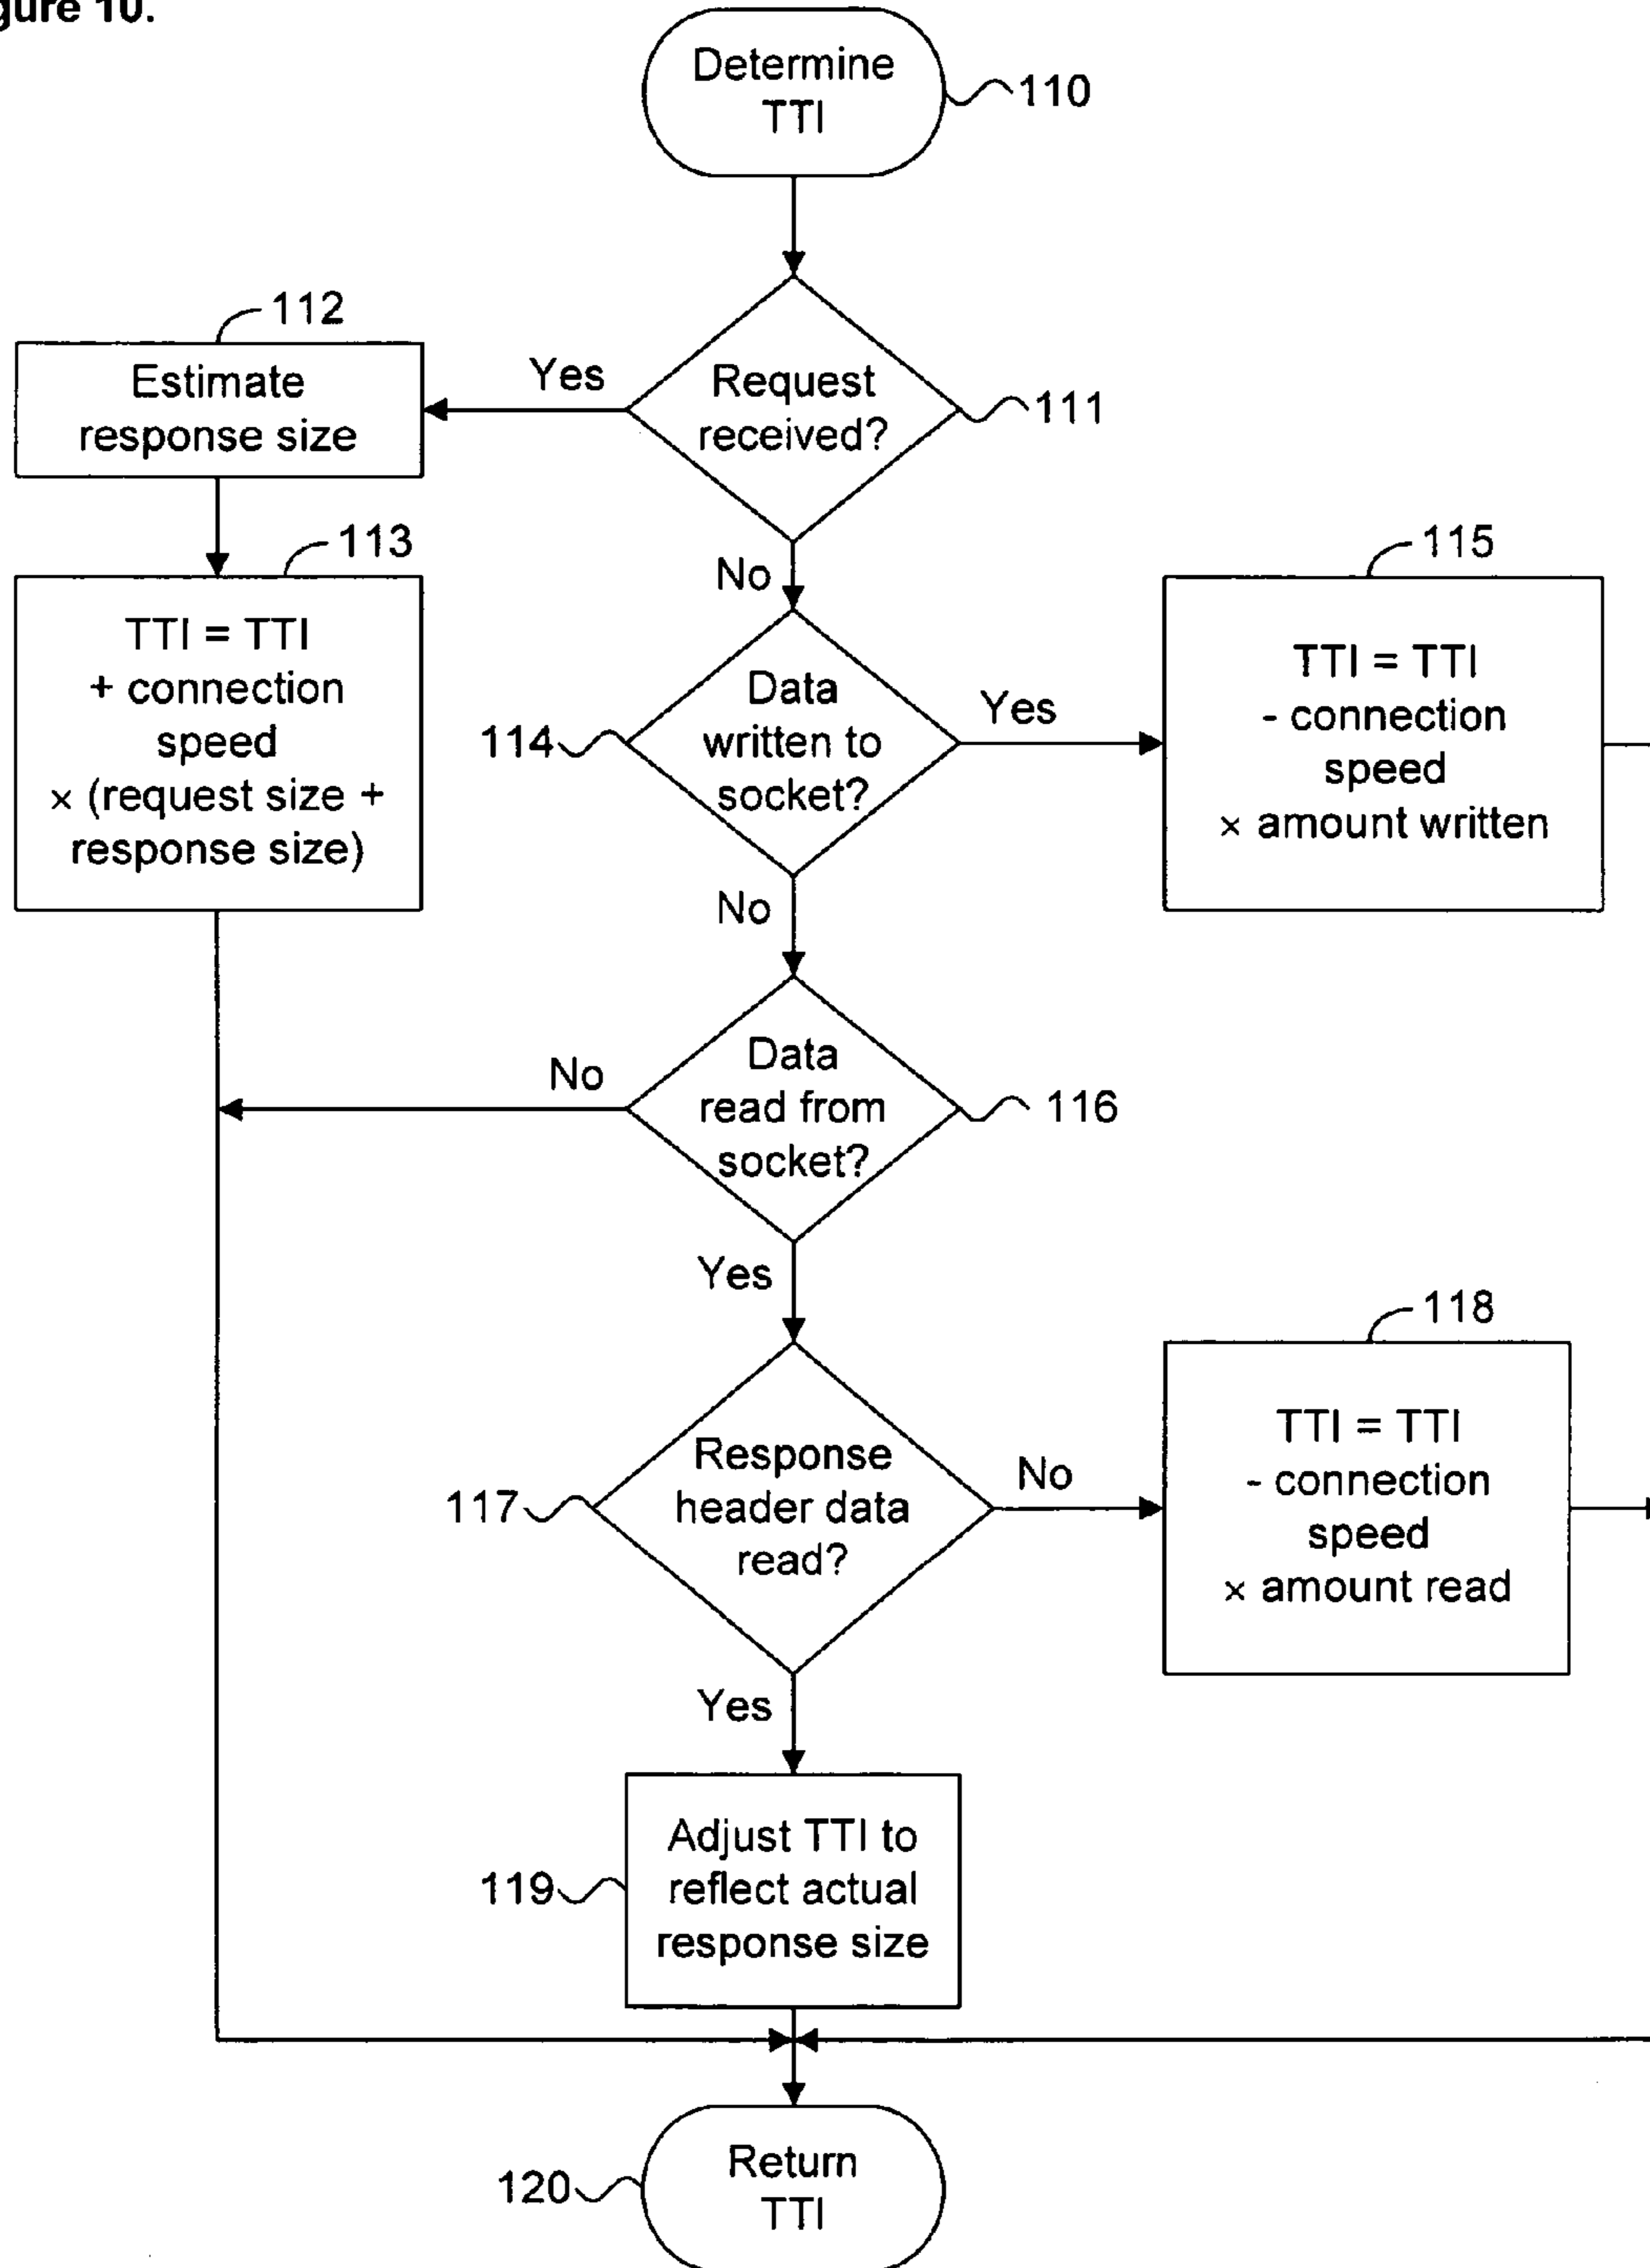 gure 10.
Determine
TTI
110
112
Estimate
response size
Yes
Request
received?
111
113
TTI = TTI
+ connection
speed
× (request size +
response size)
No
114
Data
written to
socket?
Yes
115
TTI = TTI
- connection
speed
× amount written
No
No
Data
read from
socket?
116
Yes
117
Response
header data
read?
No
118
TTI = TTI
- connection
speed
× amount read
Yes
119
Adjust TTI to
reflect actual
response size
120
Return
TTI